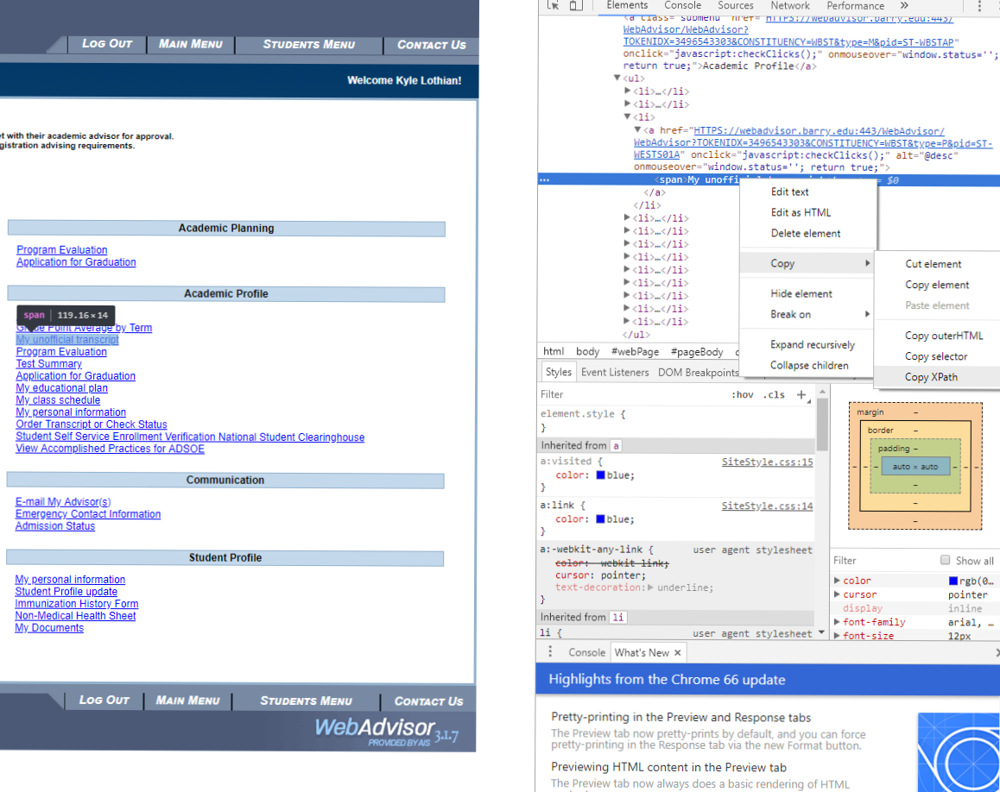 LOG OUT MAIN MENU STUDENTS MENU CONTACT US
Welcome Kyle Lothian!
et with their academic advisor for approval.
gistration advising requirements.
Academic Planning
Program Evaluation
Application for Graduation
Academic Profile
span 119.16×14
Grade Point Average by Term
My unofficial transcript
Program Evaluation
Test Summary
Application for Graduation
My educational plan
My class schedule
My personal information
Order Transcript or Check Status
Student Self Service Enrollment Verification National Student Clearinghouse
View Accomplished Practices for ADSOE
Communication
E-mail My Advisor(s)
Emergency Contact Information
Admission Status
Student Profile
My personal information
Student Profile update
Immunization History Form
Non-Medical Health Sheet
My Documents
LOG OUT MAIN MENU STUDENTS MENU CONTACT US
WebAdvisor 3.1.7
PROVIDED BY AIS
Elements Console Sources Network Performance »
<a class="submenu" href="HTTPS://webadvisor.barry.edu:443/
WebAdvisor/WebAdvisor?
TOKENIDX=3496543303&CONSTITUENCY=WBST&type=M&pid=ST-WBSTAP"
onclick="javascript:checkClicks();" onmouseover="window.status='';
return true;">Academic Profile</a>
▼<ul>
▶<li>…</li>
▶<li>…</li>
▼<li>
▼<a href="HTTPS://webadvisor.barry.edu:443/WebAdvisor/
WebAdvisor?TOKENIDX=3496543303&CONSTITUENCY=WBST&type=P&pid=ST-
WESTS01A" onclick="javascript:checkClicks();" alt="@desc"
onmouseover="window.status=''; return true;">
… <span>My unoffi == $0
</a>
</li>
▶<li>…</li>
▶<li>…</li>
▶<li>…</li>
▶<li>…</li>
▶<li>…</li>
▶<li>…</li>
▶<li>…</li>
▶<li>…</li>
▶<li>…</li>
</ul>
Edit text
Edit as HTML
Delete element
Copy
Hide element
Break on
Expand recursively
Collapse children
Cut element
Copy element
Paste element
Copy outerHTML
Copy selector
Copy XPath
html body #webPage #pageBody
Styles Event Listeners DOM Breakpoints
Filter :hov .cls +
element.style {
}
Inherited from a
a:visited { SiteStyle.css:15
color: blue;
}
a:link { SiteStyle.css:14
color: blue;
}
a:-webkit-any-link { user agent stylesheet
color: -webkit-link;
cursor: pointer;
text-decoration:▶ underline;
}
Inherited from li
li { user agent stylesheet
margin –
border –
padding –
– – – auto × auto – – –
–
–
–
Filter Show all
▶ color rgb(0…
▶ cursor pointer
display inline
▶ font-family arial, …
▶ font-size 12px
Console What's New ×
Highlights from the Chrome 66 update
Pretty-printing in the Preview and Response tabs
The Preview tab now pretty-prints by default, and you can force
pretty-printing in the Response tab via the new Format button.
Previewing HTML content in the Preview tab
The Preview tab now always does a basic rendering of HTML